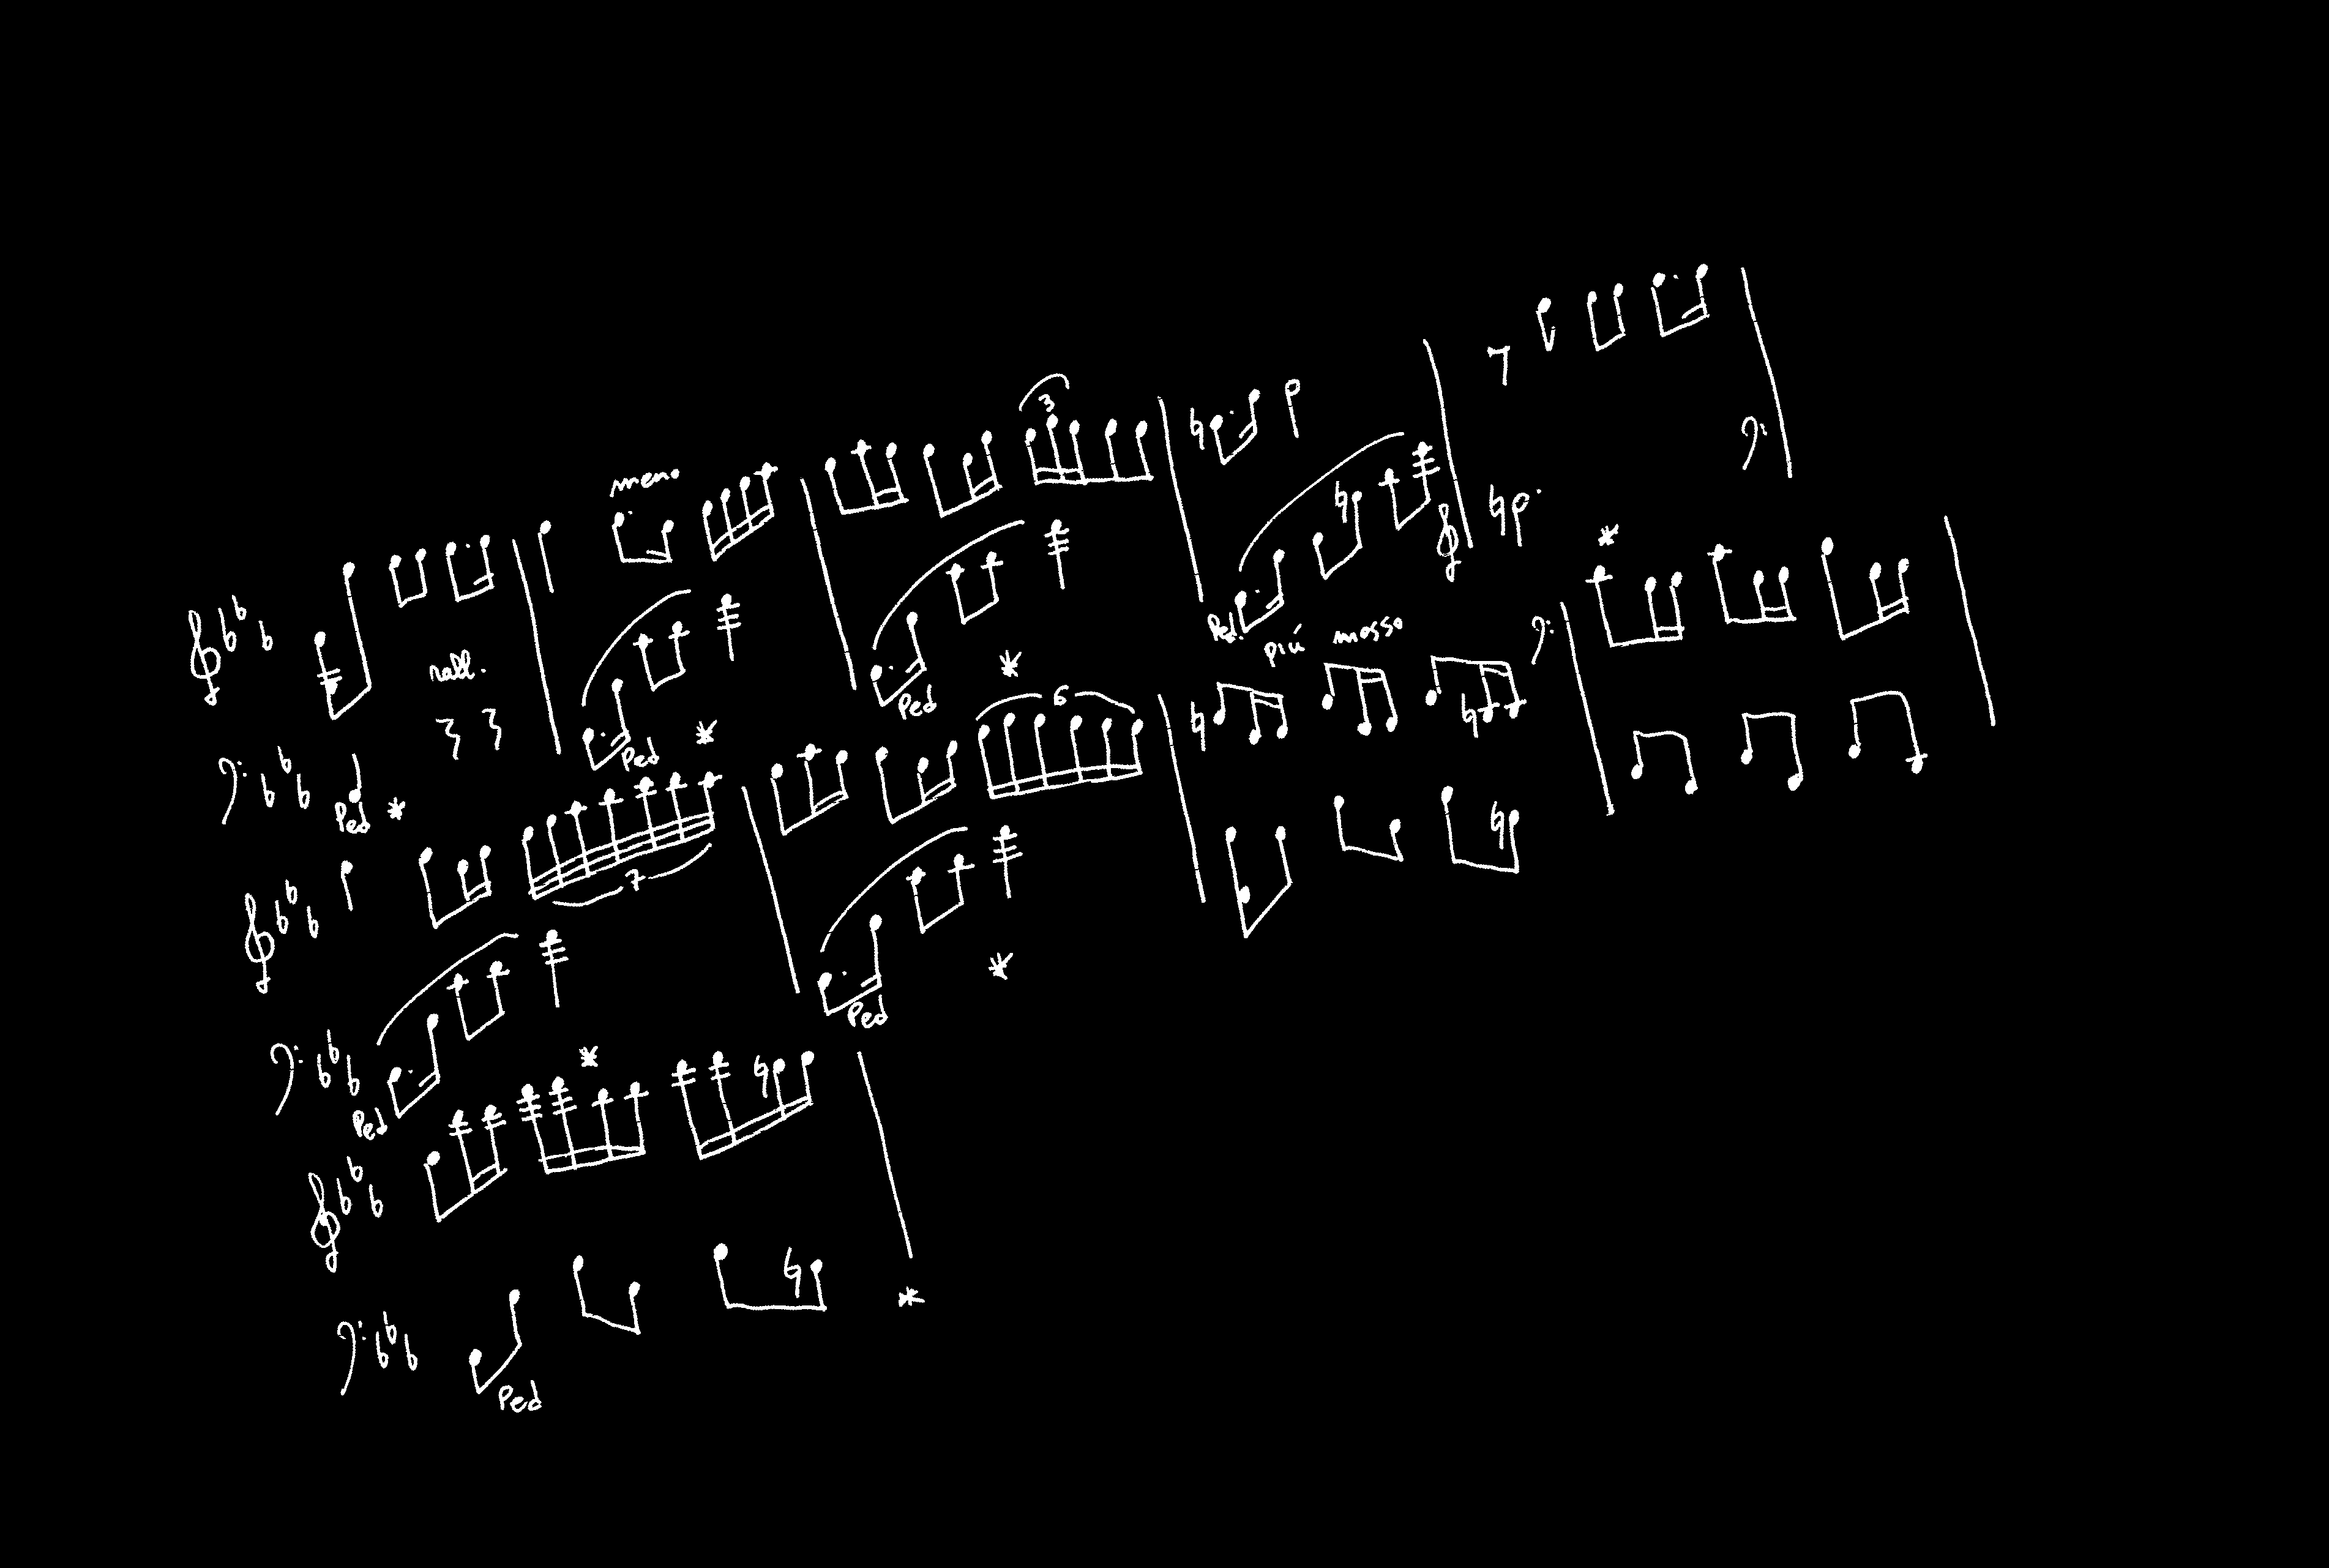 meno
3
rall.
Ped *
Ped *
Ped *
Ped.
più mosso
6
*
7
Ped
Ped *
*
Ped *